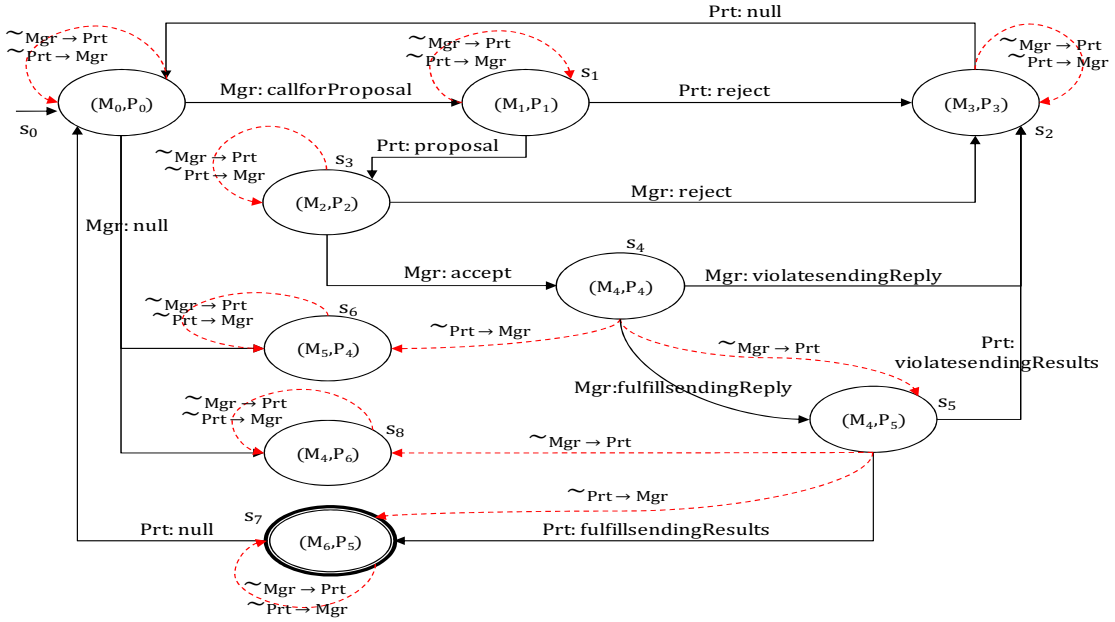 Prt: null
~Mgr → Prt
~Prt → Mgr
~Mgr → Prt
~Prt → Mgr
~Mgr → Prt
~Prt → Mgr
s1
(M0,P0)
Mgr: callforProposal
(M1,P1)
Prt: reject
(M3,P3)
s0
s2
Prt: proposal
~Mgr → Prt
~Prt → Mgr
s3
(M2,P2)
Mgr: reject
Mgr: null
s4
Mgr: accept
(M4,P4)
Mgr: violatesendingReply
~Mgr → Prt
~Prt → Mgr
s6
(M5,P4)
~Prt → Mgr
~Mgr → Prt
Prt:
violatesendingResults
Mgr:fulfillsendingReply
~Mgr → Prt
~Prt → Mgr
s5
(M4,P5)
s8
(M4,P6)
~Mgr → Prt
~Prt → Mgr
s7
Prt: null
(M6,P5)
Prt: fulfillsendingResults
~Mgr → Prt
~Prt → Mgr